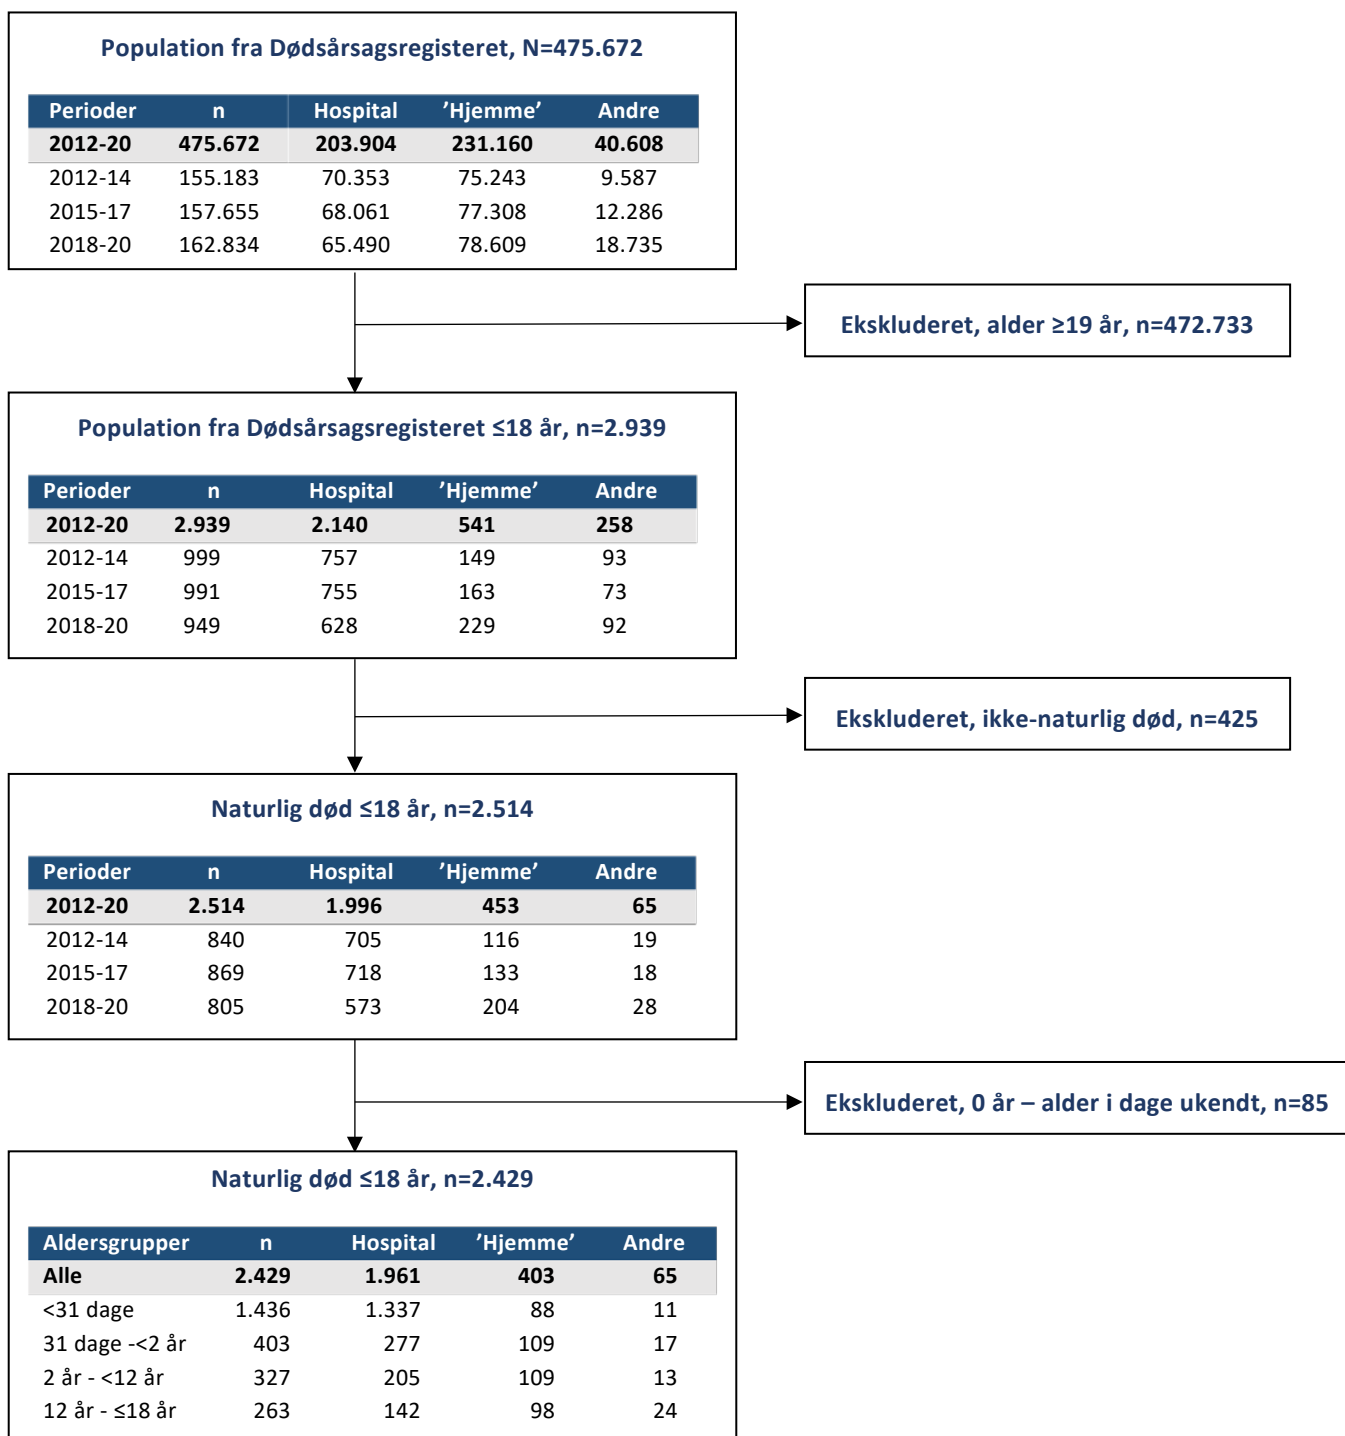 Population fra Dødsårsagsregisteret, N=475.672
Perioder n Hospital ’Hjemme’ Andre
2012-20 475.672 203.904 231.160 40.608
2012-14 155.183 70.353 75.243 9.587
2015-17 157.655 68.061 77.308 12.286
2018-20 162.834 65.490 78.609 18.735
Ekskluderet, alder ≥19 år, n=472.733
Population fra Dødsårsagsregisteret ≤18 år, n=2.939
Perioder n Hospital ’Hjemme’ Andre
2012-20 2.939 2.140 541 258
2012-14 999 757 149 93
2015-17 991 755 163 73
2018-20 949 628 229 92
Ekskluderet, ikke-naturlig død, n=425
Naturlig død ≤18 år, n=2.514
Perioder n Hospital ’Hjemme’ Andre
2012-20 2.514 1.996 453 65
2012-14 840 705 116 19
2015-17 869 718 133 18
2018-20 805 573 204 28
Ekskluderet, 0 år – alder i dage ukendt, n=85
Naturlig død ≤18 år, n=2.429
Aldersgrupper n Hospital ’Hjemme’ Andre
Alle 2.429 1.961 403 65
<31 dage 1.436 1.337 88 11
31 dage -<2 år 403 277 109 17
2 år - <12 år 327 205 109 13
12 år - ≤18 år 263 142 98 24